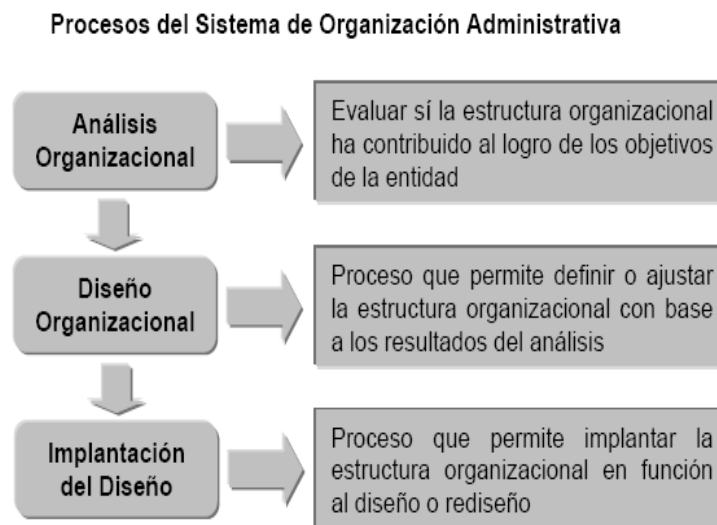 Procesos del Sistema de Organización Administrativa
Análisis
Organizacional
Evaluar sí la estructura organizacional
ha contribuido al logro de los objetivos
de la entidad
Diseño
Organizacional
Proceso que permite definir o ajustar
la estructura organizacional con base
a los resultados del análisis
Implantación
del Diseño
Proceso que permite implantar la
estructura organizacional en función
al diseño o rediseño